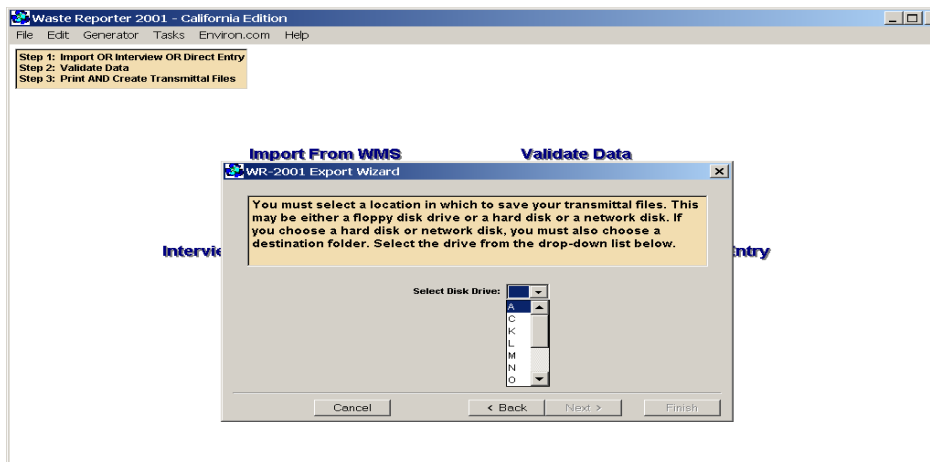 Waste Reporter 2001 - California Edition
File Edit Generator Tasks Environ.com Help
Step 1: Import OR Interview OR Direct Entry
Step 2: Validate Data
Step 3: Print AND Create Transmittal Files
Import From WMS Validate Data
WR-2001 Export Wizard
You must select a location in which to save your transmittal files. This
may be either a floppy disk drive or a hard disk or a network disk. If
you choose a hard disk or network disk, you must also choose a
destination folder. Select the drive from the drop-down list below.
Intervie Entry
Select Disk Drive:
A
C
K
L
M
N
O
Cancel < Back Next > Finish